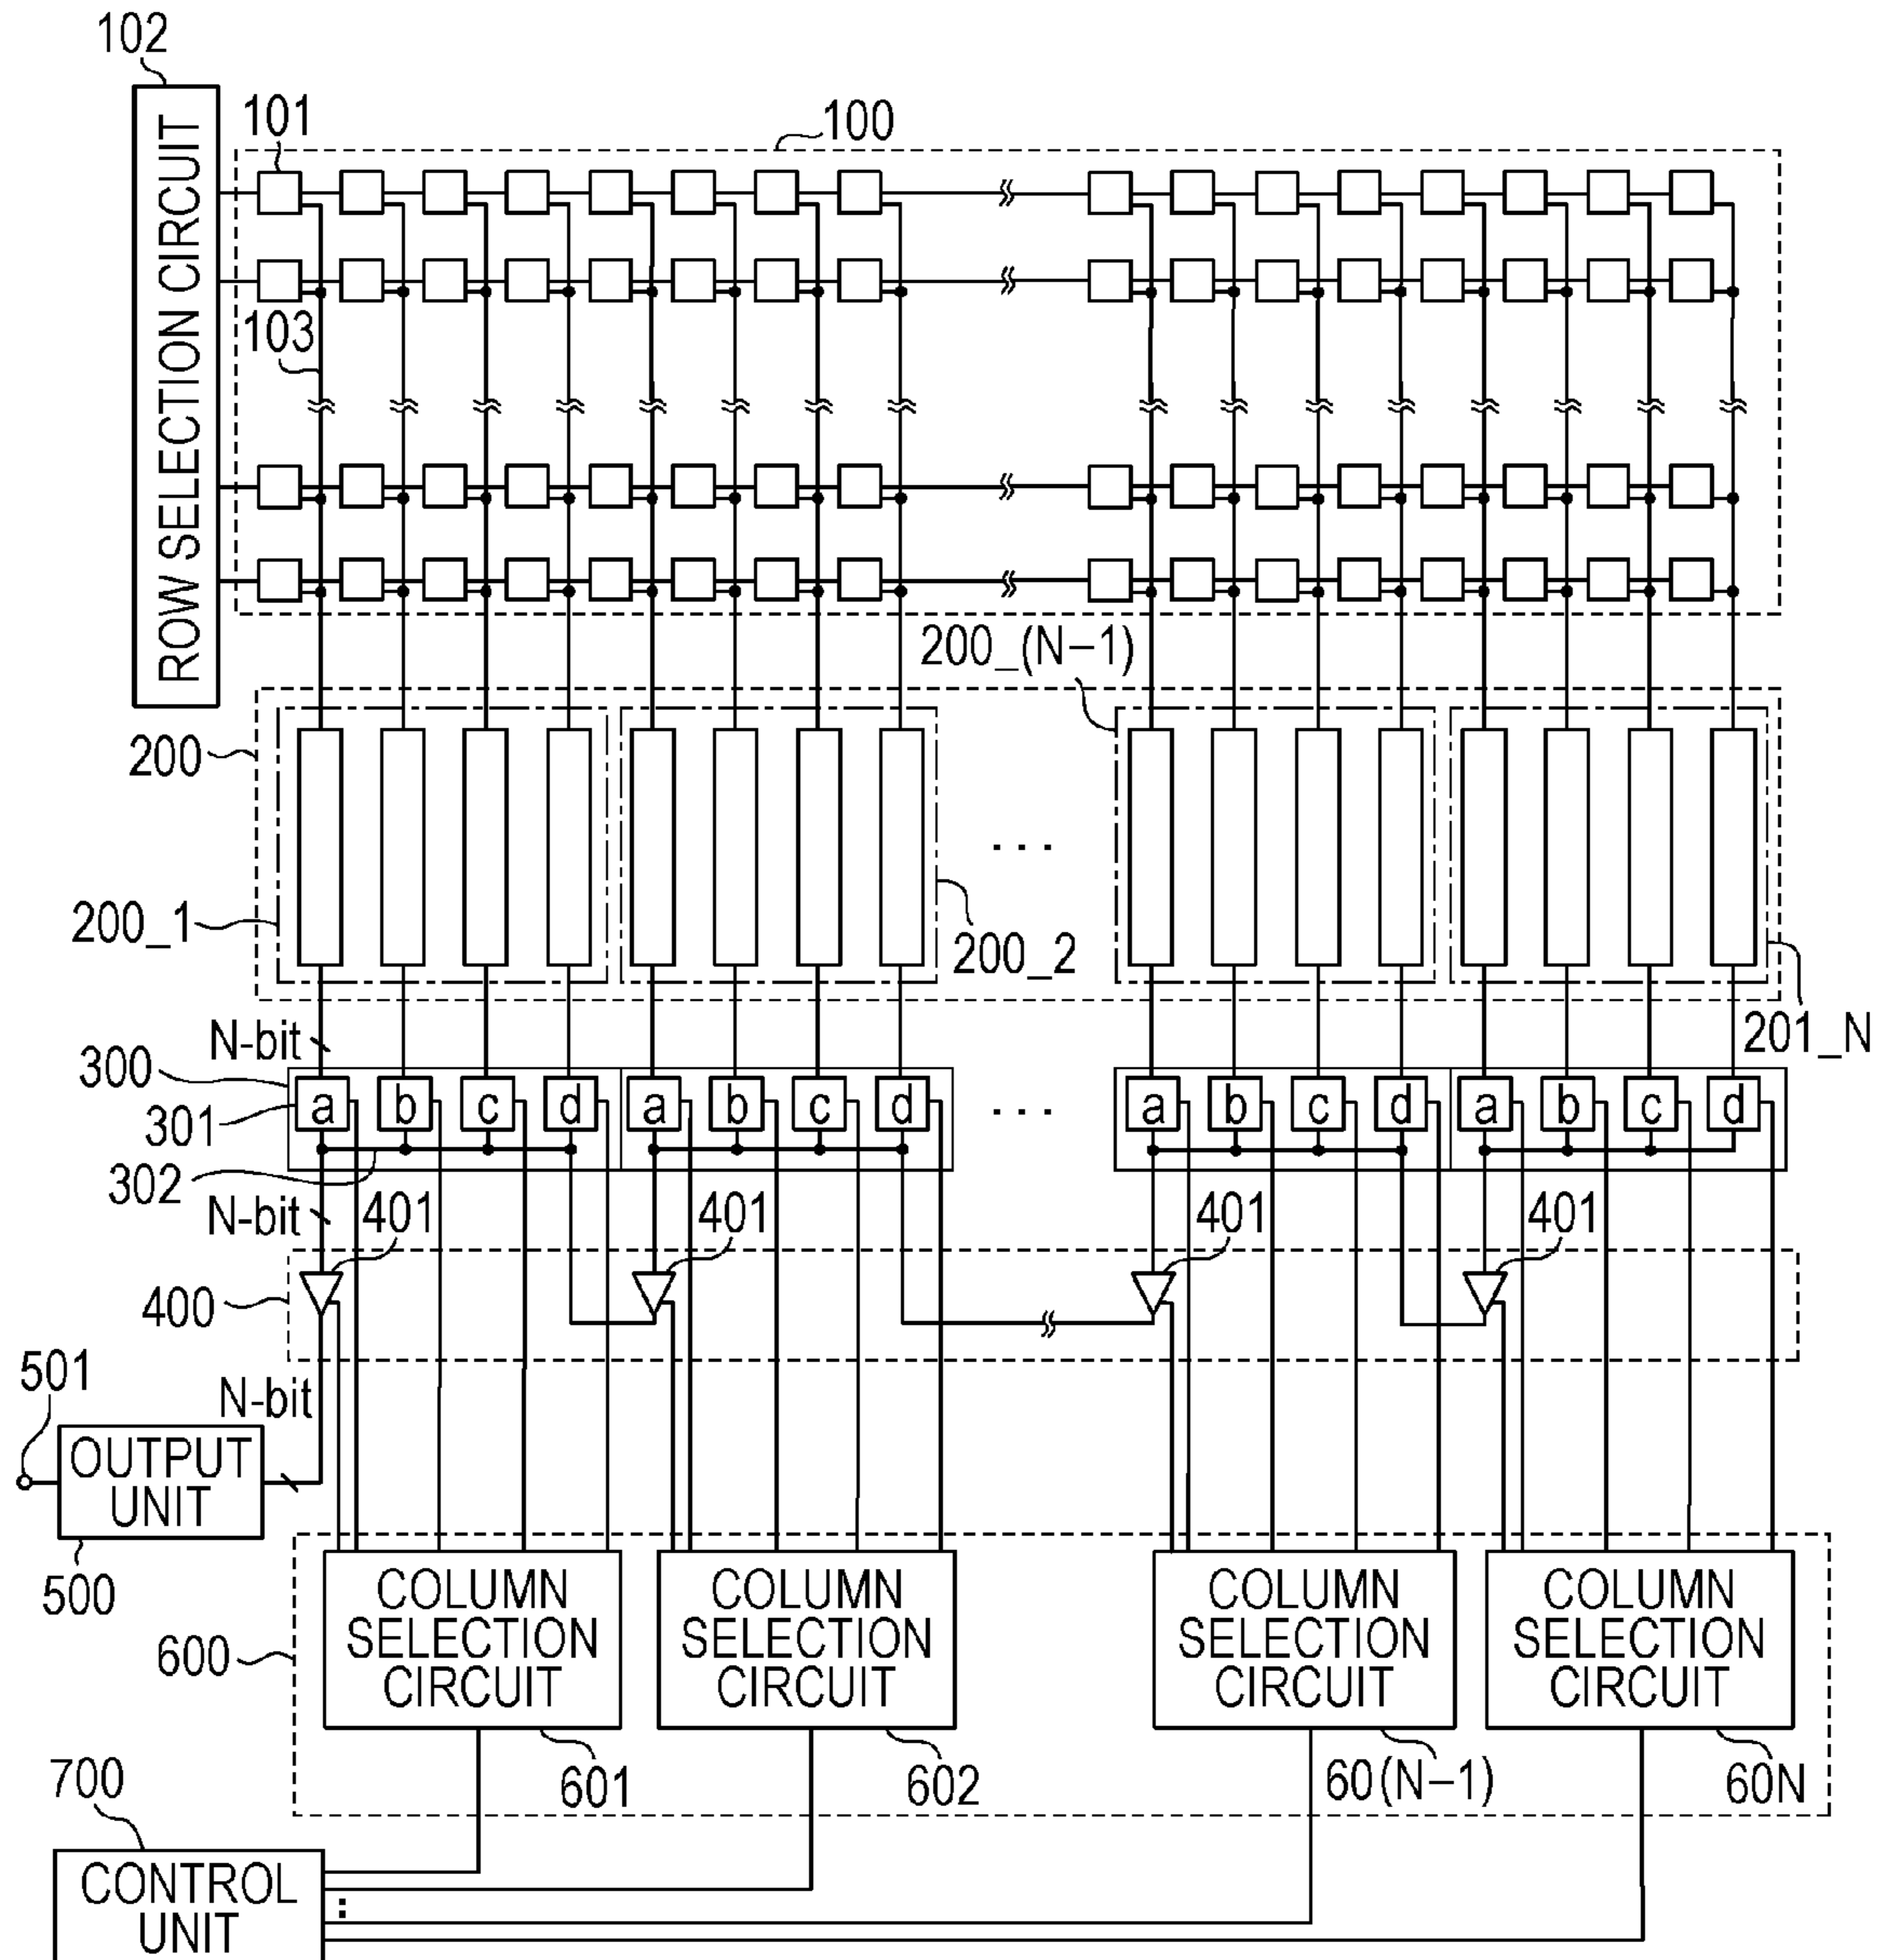 102
ROW SELECTION CIRCUIT
101
100
103
200_(N–1)
200
200_1
200_2
...
201_N
N-bit
300
301
a b c d a b c d ... a b c d a b c d
302
N-bit
401 401 401 401
400
501
N-bit
OUTPUT
UNIT
500
600
COLUMN
SELECTION
CIRCUIT
COLUMN
SELECTION
CIRCUIT
COLUMN
SELECTION
CIRCUIT
COLUMN
SELECTION
CIRCUIT
601
602
60(N–1)
60N
700
CONTROL
UNIT
: